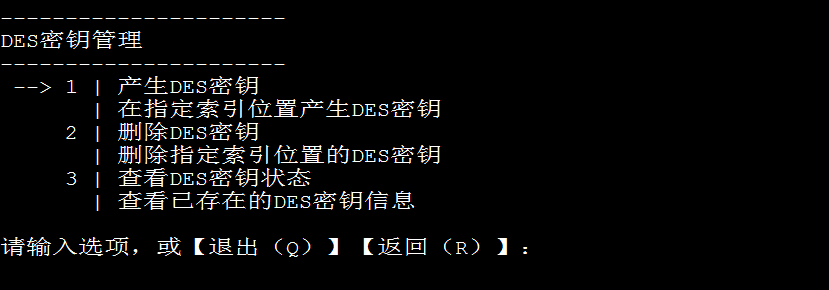 ----------------------
DES密钥管理
----------------------
--> 1 | 产生DES密钥
| 在指定索引位置产生DES密钥
2 | 删除DES密钥
| 删除指定索引位置的DES密钥
3 | 查看DES密钥状态
| 查看已存在的DES密钥信息
请输入选项，或【退出（Q）】【返回（R）】：